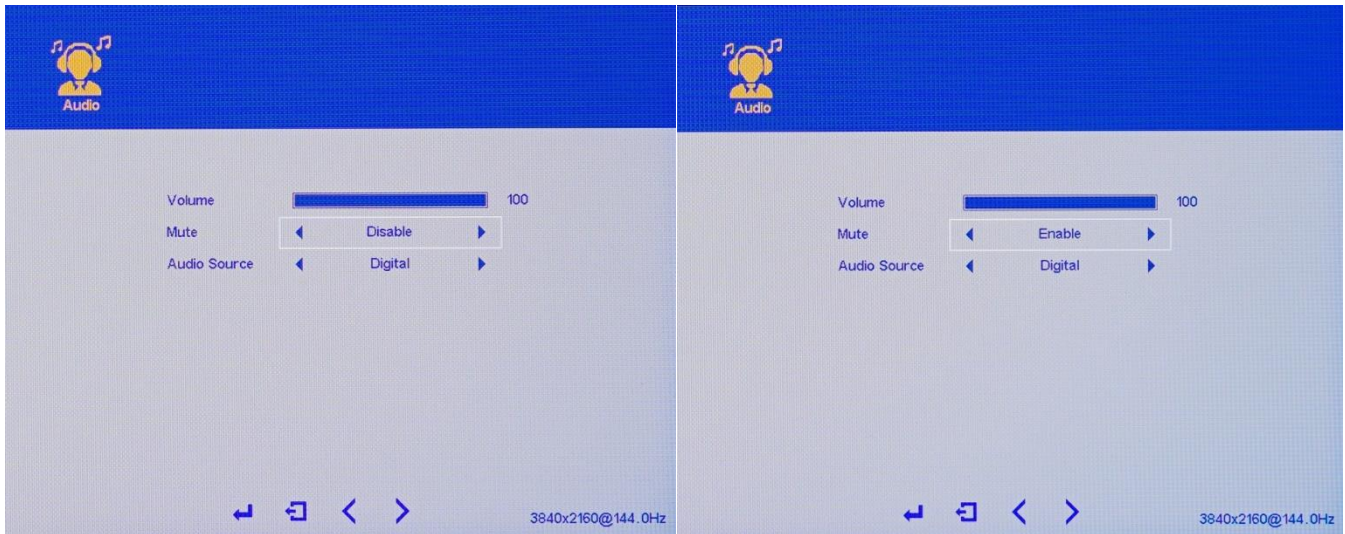 Audio
Volume 100
Mute Disable
Audio Source Digital
3840x2160@144.0Hz
Audio
Volume 100
Mute Enable
Audio Source Digital
3840x2160@144.0Hz